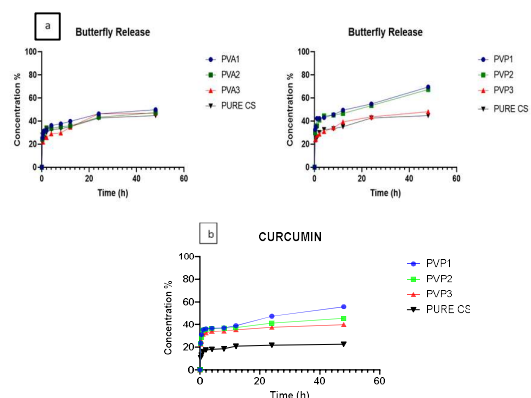 a
Butterfly Release
Concentration %
100
80
60
40
20
0
0
20
40
60
Time (h)
PVA1
PVA2
PVA3
PURE CS
Butterfly Release
Concentration %
100
80
60
40
20
0
0
20
40
60
Time (h)
PVP1
PVP2
PVP3
PURE CS
b
CURCUMIN
Concentration %
100
80
60
40
20
0
0
20
40
60
Time (h)
PVP1
PVP2
PVP3
PURE CS